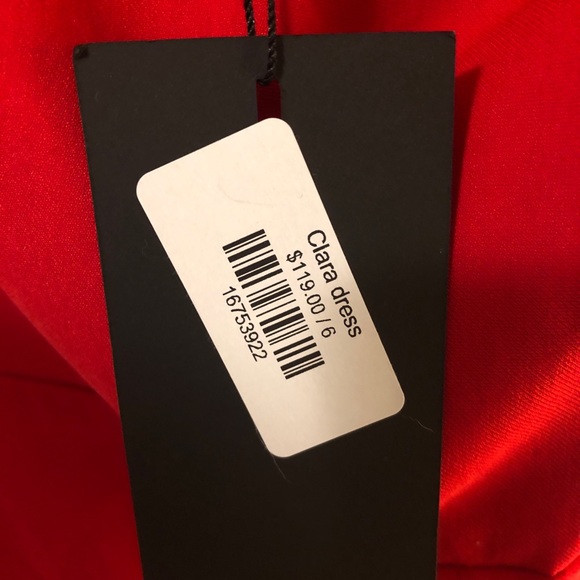 Clara dress
$119.00 / 6
16753922